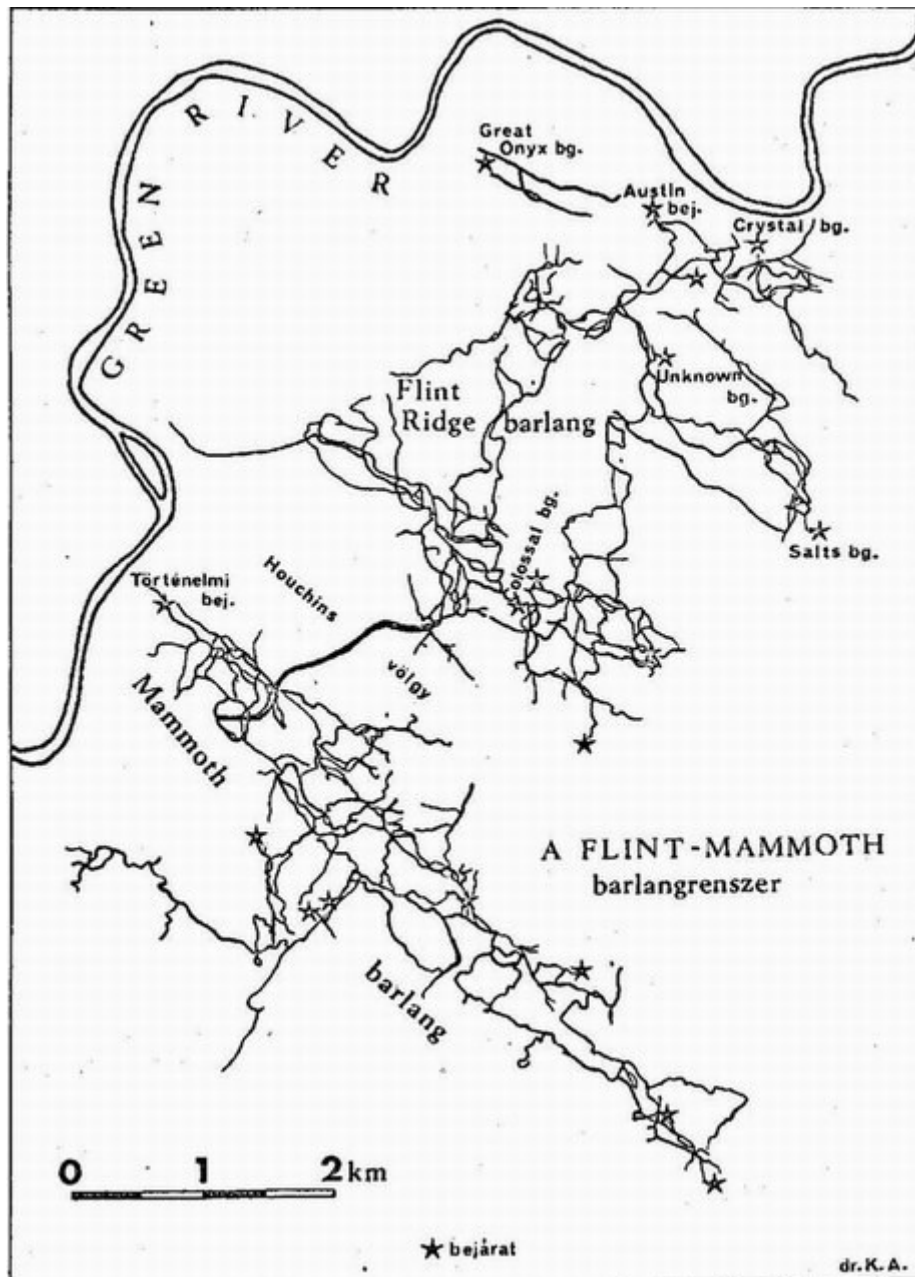 GREEN RIVER
Great
Onyx bg.
Austin
bej.
Crystal bg.
Unknown
bg.
Flint
Ridge barlang
Salts bg.
Colossal bg.
Történelmi
bej.
Houchins
völgy
Mammoth
barlang
A FLINT-MAMMOTH
barlangrenszer
0 1 2 km
bejárat
dr. K. A.